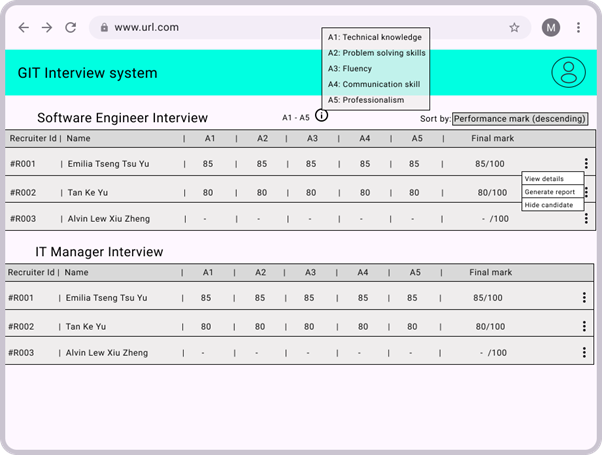 www.url.com
M
A1: Technical knowledge
A2: Problem solving skills
A3: Fluency
A4: Communication skill
A5: Professionalism
GIT Interview system
Software Engineer Interview
A1 - A5
Sort by: Performance mark (descending)
Recruiter Id | Name | A1 | A2 | A3 | A4 | A5 | Final mark
#R001 | Emilia Tseng Tsu Yu | 85 | 85 | 85 | 85 | 85 | 85/100
#R002 | Tan Ke Yu | 80 | 80 | 80 | 80 | 80 | 80/100
#R003 | Alvin Lew Xiu Zheng | - | - | - | - | - | - /100
View details
Generate report
Hide candidate
IT Manager Interview
Recruiter Id | Name | A1 | A2 | A3 | A4 | A5 | Final mark
#R001 | Emilia Tseng Tsu Yu | 85 | 85 | 85 | 85 | 85 | 85/100
#R002 | Tan Ke Yu | 80 | 80 | 80 | 80 | 80 | 80/100
#R003 | Alvin Lew Xiu Zheng | - | - | - | - | - | - /100